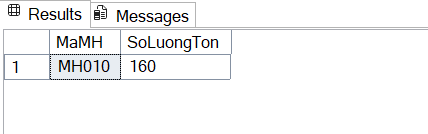 Results Messages
MaMH SoLuongTon
1 MH010 160